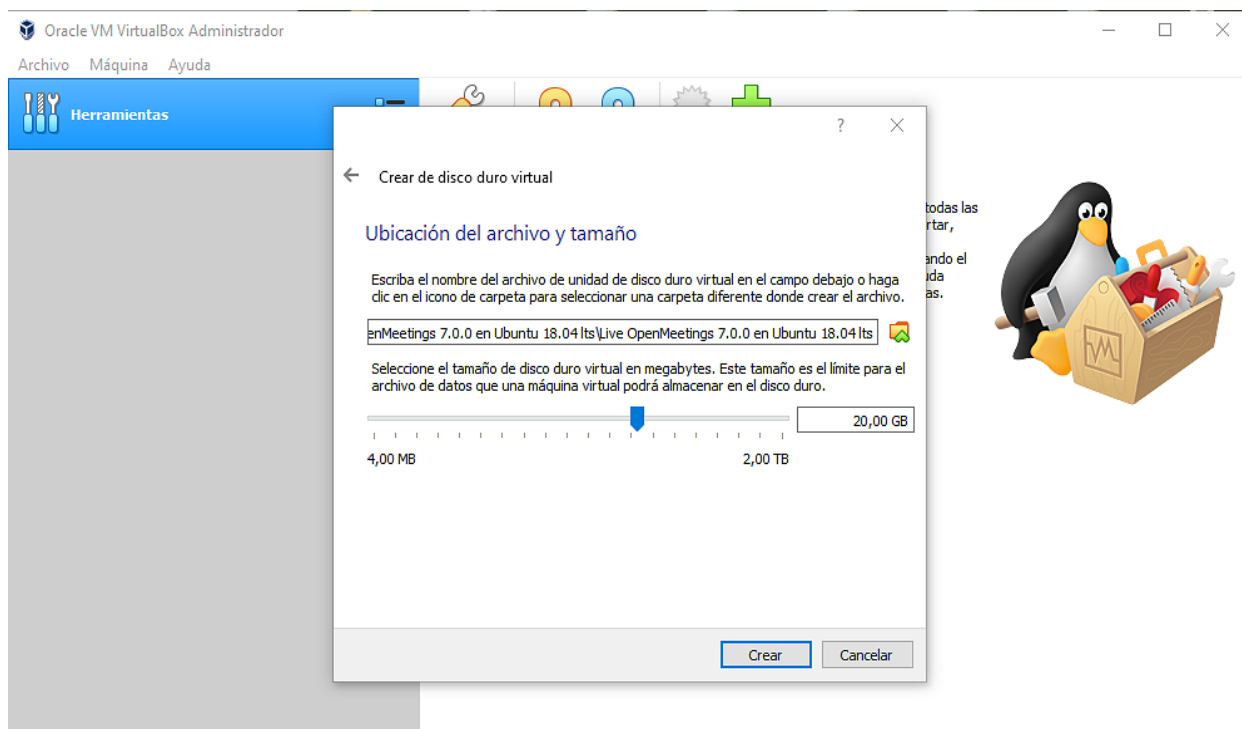 Oracle VM VirtualBox Administrador
Archivo Máquina Ayuda
Herramientas
?
Crear de disco duro virtual
todas las
rtar,
Ubicación del archivo y tamaño
ando el
uda
as.
Escriba el nombre del archivo de unidad de disco duro virtual en el campo debajo o haga
clic en el icono de carpeta para seleccionar una carpeta diferente donde crear el archivo.
enMeetings 7.0.0 en Ubuntu 18.04 lts\Live OpenMeetings 7.0.0 en Ubuntu 18.04 lts
Seleccione el tamaño de disco duro virtual en megabytes. Este tamaño es el límite para el
archivo de datos que una máquina virtual podrá almacenar en el disco duro.
20,00 GB
4,00 MB 2,00 TB
Crear Cancelar